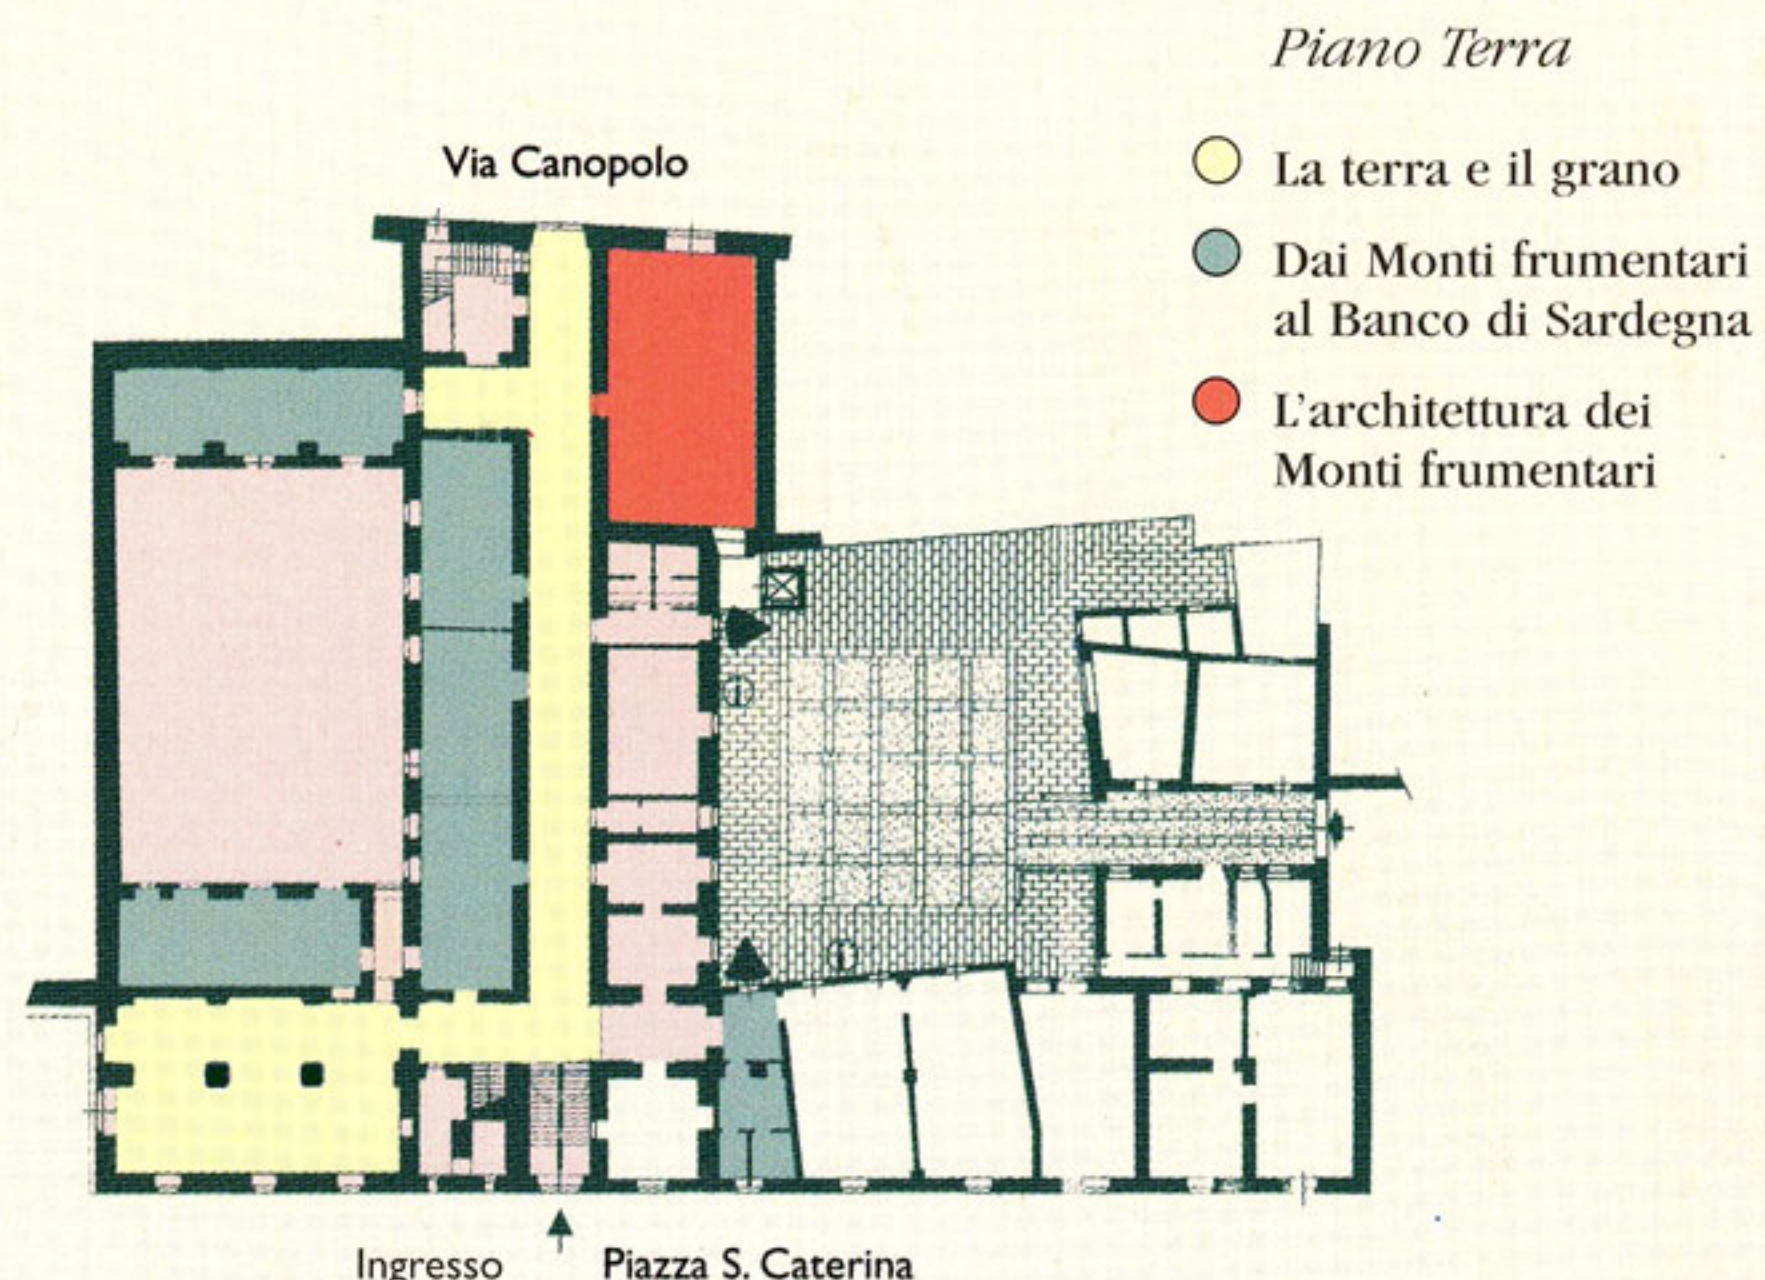 Piano Terra
Via Canopolo
La terra e il grano
Dai Monti frumentari
al Banco di Sardegna
L'architettura dei
Monti frumentari
Ingresso
Piazza S. Caterina